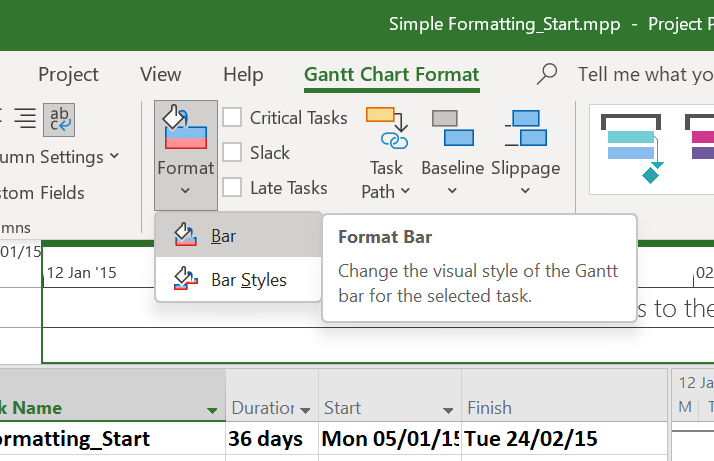 Simple Formatting_Start.mpp - Project P
Project View Help Gantt Chart Format Tell me what yo
ab
c
Critical Tasks
Slack
Late Tasks
umn Settings
stom Fields
mns
Format
Task
Path
Baseline
Slippage
Bar
Bar Styles
Format Bar
Change the visual style of the Gantt
bar for the selected task.
01/15
12 Jan '15
02
s to the
k Name Duration Start Finish
ormatting_Start 36 days Mon 05/01/15 Tue 24/02/15
12 Ja
M T